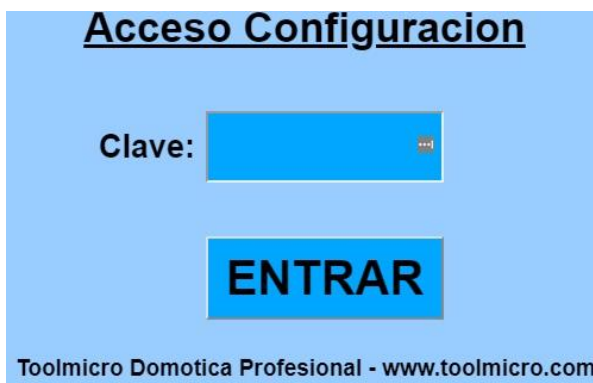 Acceso Configuracion
Clave:
ENTRAR
Toolmicro Domotica Profesional - www.toolmicro.com